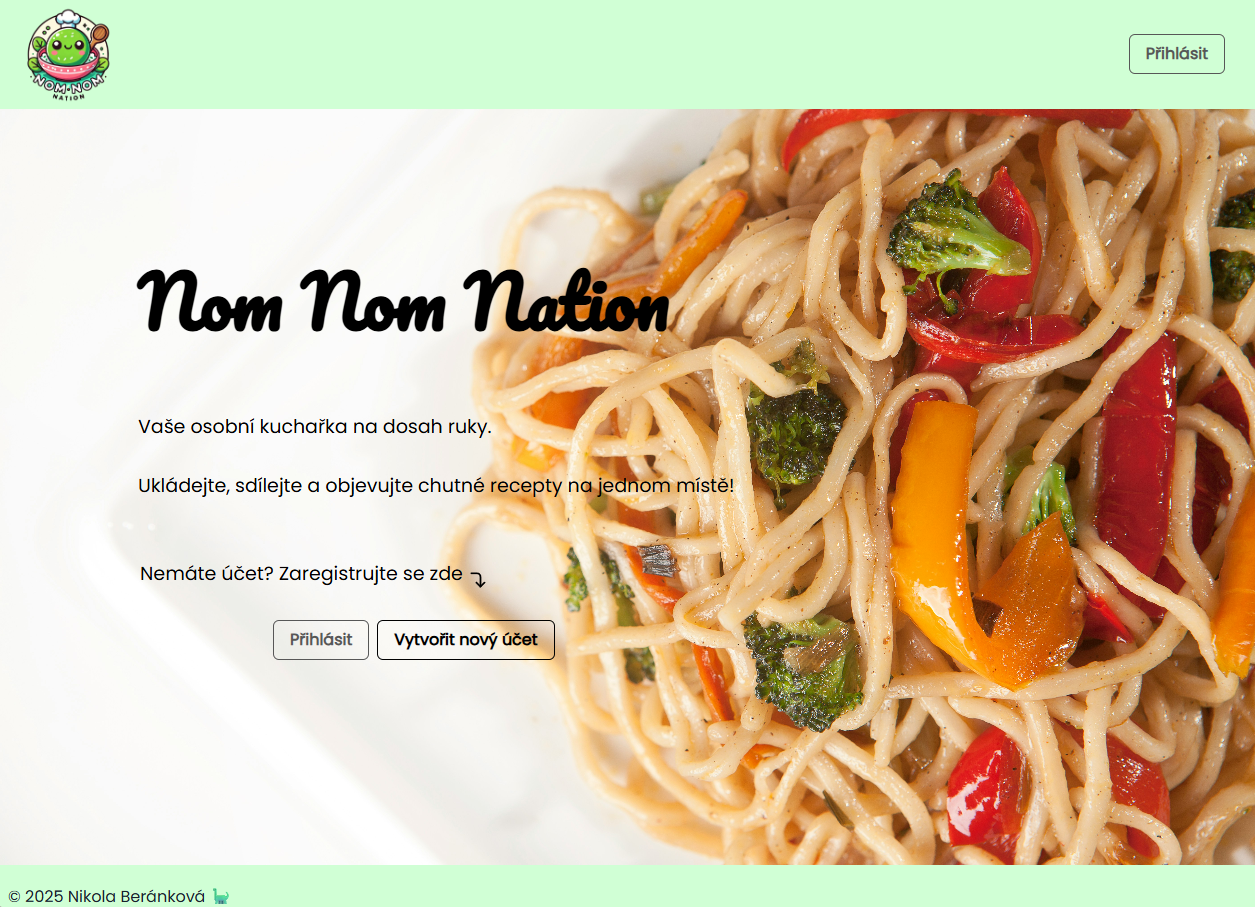 NOM·NOM
NATION
Přihlásit
Nom Nom Nation
Vaše osobní kuchařka na dosah ruky.
Ukládejte, sdílejte a objevujte chutné recepty na jednom místě!
Nemáte účet? Zaregistrujte se zde
Přihlásit
Vytvořit nový účet
© 2025 Nikola Beránková